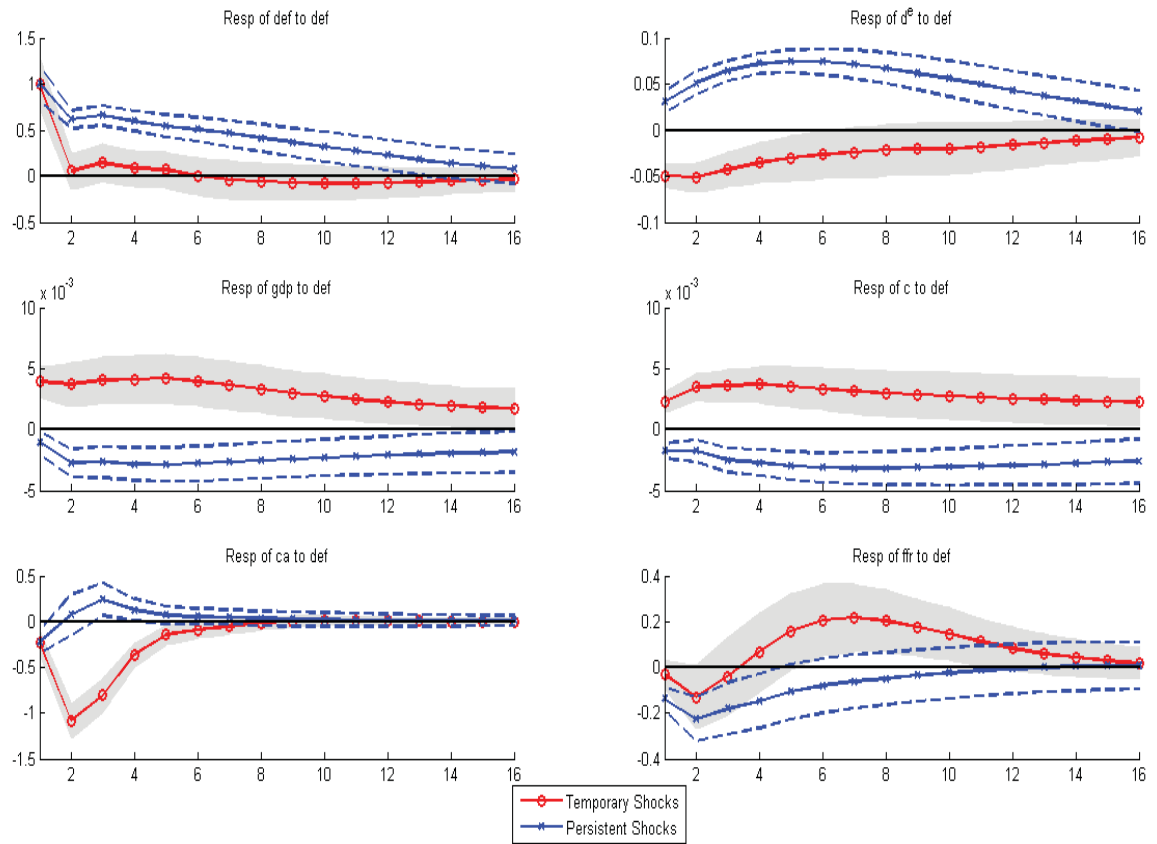 Resp of def to def
1.5
1
0.5
0
-0.5
2 4 6 8 10 12 14 16
Resp of dᵉ to def
0.1
0.05
0
-0.05
-0.1
2 4 6 8 10 12 14 16
Resp of gdp to def
x 10⁻³
10
5
0
-5
2 4 6 8 10 12 14 16
Resp of c to def
x 10⁻³
10
5
0
-5
2 4 6 8 10 12 14 16
Resp of ca to def
0.5
0
-0.5
-1
-1.5
2 4 6 8 10 12 14 16
Resp of ffr to def
0.4
0.2
0
-0.2
-0.4
2 4 6 8 10 12 14 16
Temporary Shocks
Persistent Shocks